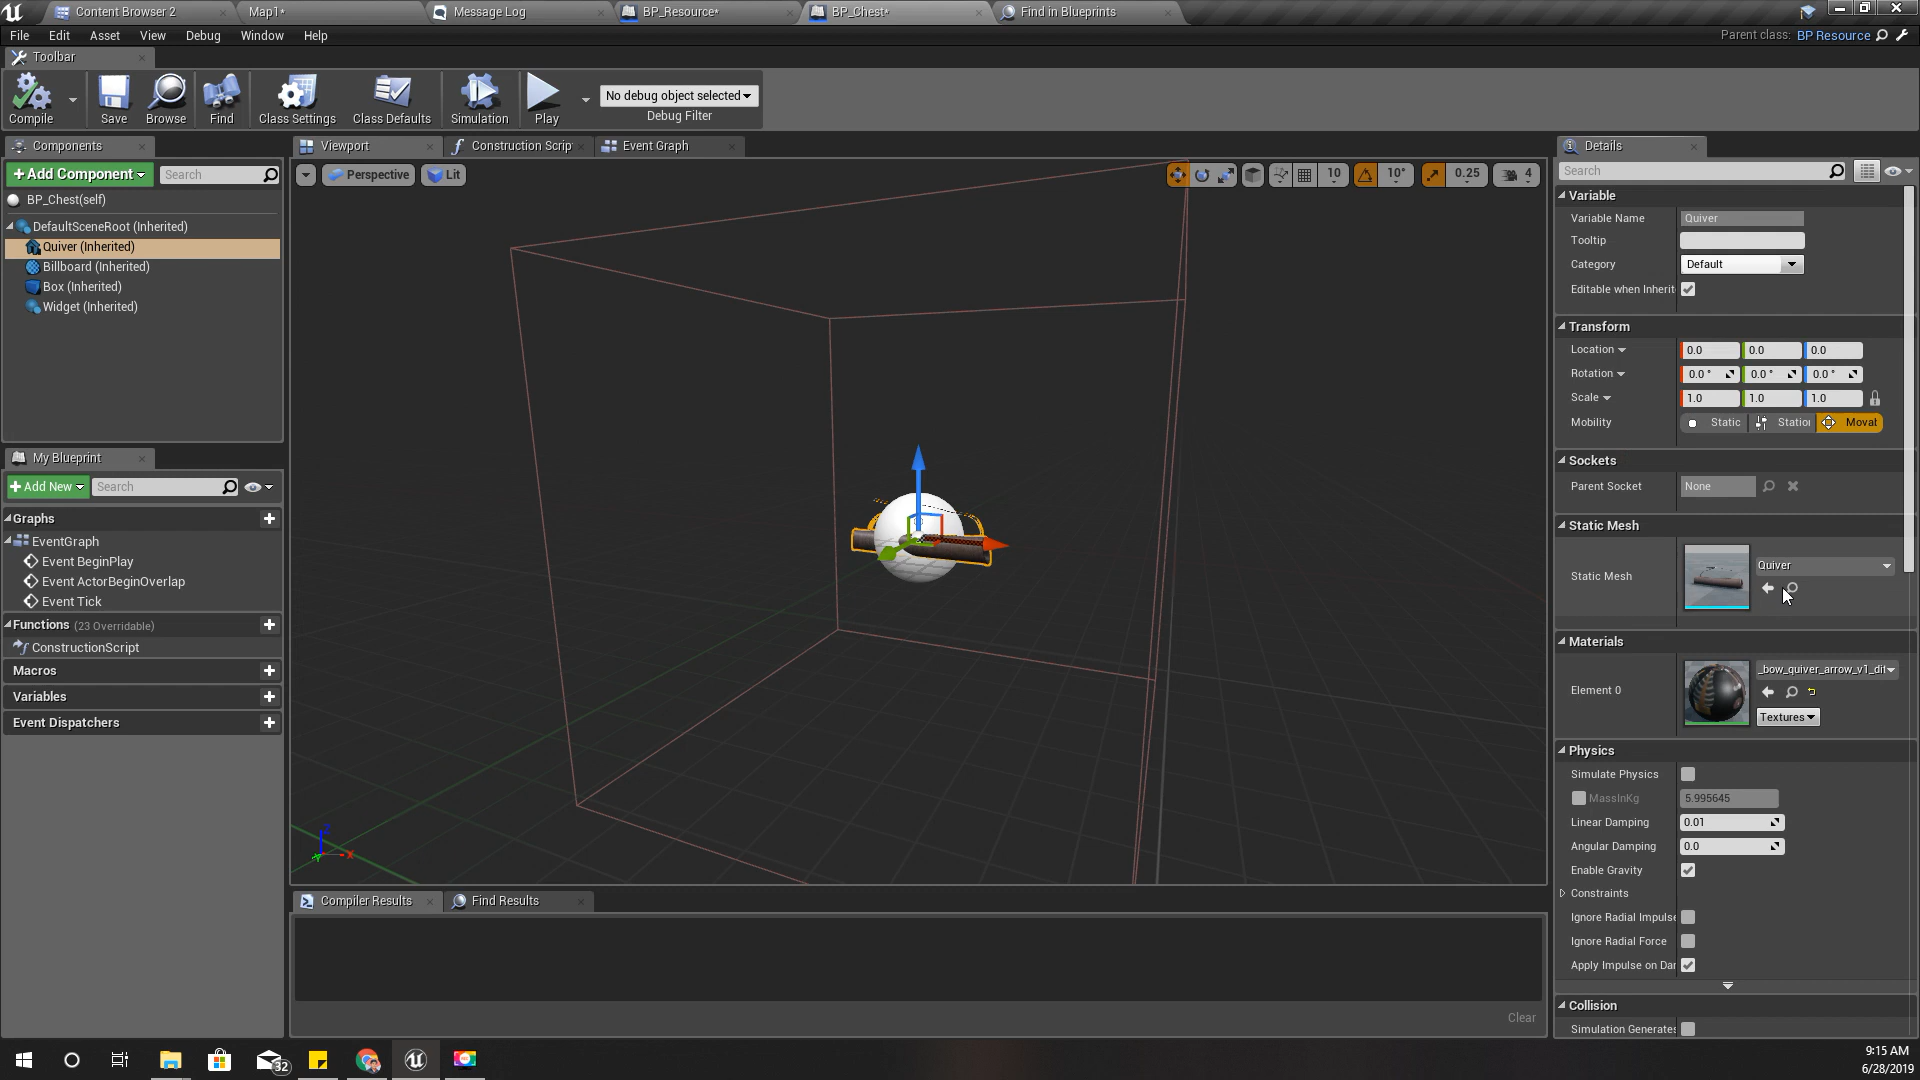 Content Browser 2
Map1*
Message Log
BP_Resource*
BP_Chest*
Find in Blueprints
File Edit Asset View Debug Window Help
Parent class: BP Resource
Toolbar
Compile
Save
Browse
Find
Class Settings
Class Defaults
Simulation
Play
No debug object selected
Debug Filter
Components
+Add Component
Search
BP_Chest(self)
DefaultSceneRoot (Inherited)
Quiver (Inherited)
Billboard (Inherited)
Box (Inherited)
Widget (Inherited)
My Blueprint
+Add New
Search
Graphs
EventGraph
Event BeginPlay
Event ActorBeginOverlap
Event Tick
Functions (23 Overridable)
ConstructionScript
Macros
Variables
Event Dispatchers
Viewport
Construction Scrip
Event Graph
Perspective
Lit
10
10°
0.25
4
Z
Compiler Results
Find Results
Clear
Details
Search
Variable
Variable Name Quiver
Tooltip
Category Default
Editable when Inherit
Transform
Location 0.0 0.0 0.0
Rotation 0.0 ° 0.0 ° 0.0 °
Scale 1.0 1.0 1.0
Mobility Static Station Movat
Sockets
Parent Socket None
Static Mesh
Static Mesh Quiver
Materials
Element 0 _bow_quiver_arrow_v1_dif
Textures
Physics
Simulate Physics
MassInKg 5.995645
Linear Damping 0.01
Angular Damping 0.0
Enable Gravity
Constraints
Ignore Radial Impulse
Ignore Radial Force
Apply Impulse on Dar
Collision
Simulation Generates
32
9:15 AM
6/28/2019